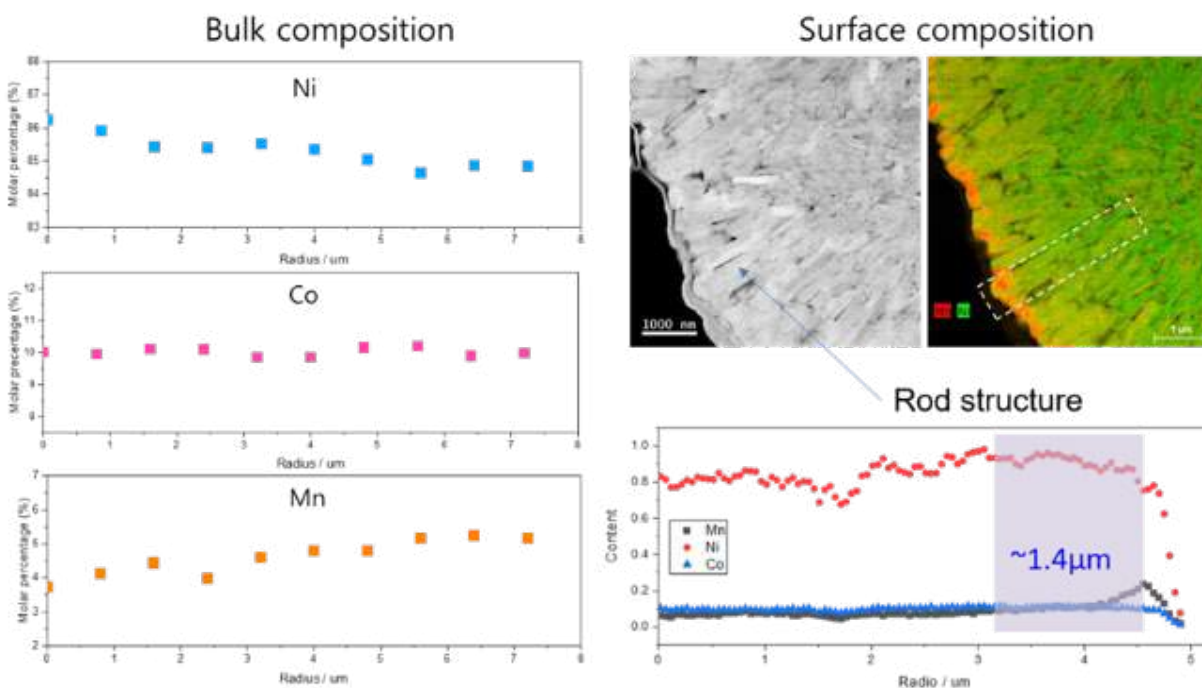 Bulk composition
Surface composition
Ni
Molar percentage (%)
88
87
86
85
84
83
0 1 2 3 4 5 6 7 8
Radius / um
Co
Molar precentage (%)
12
11
10
9
0 1 2 3 4 5 6 7 8
Radius / um
Mn
Molar percentage (%)
7
6
5
4
3
2
0 1 2 3 4 5 6 7 8
Radius / um
1000 nm
Ni
1 um
Rod structure
Content
1.0
0.8
0.6
0.4
0.2
0.0
Mn
Ni
Co
~1.4μm
0 1 2 3 4 5
Radio / um